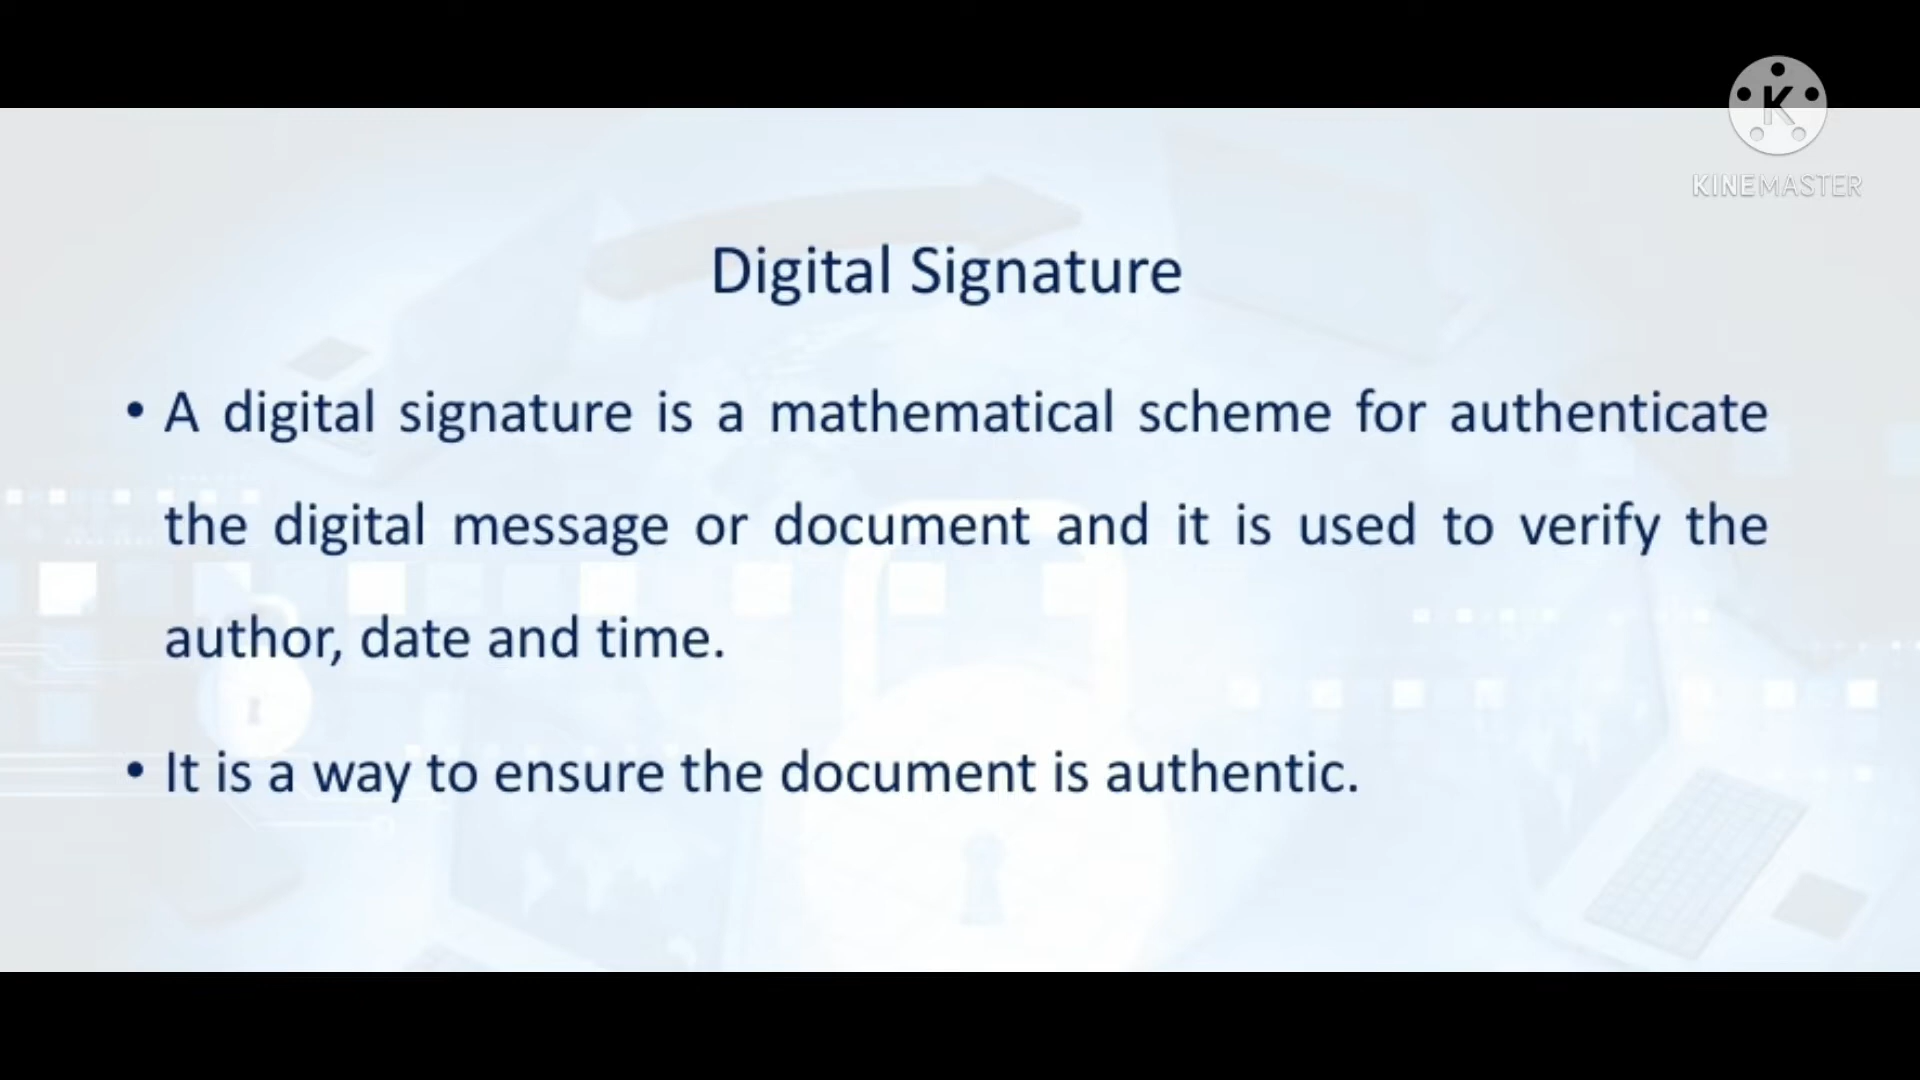 K
KINEMASTER
Digital Signature
• A digital signature is a mathematical scheme for authenticate
the digital message or document and it is used to verify the
author, date and time.
• It is a way to ensure the document is authentic.